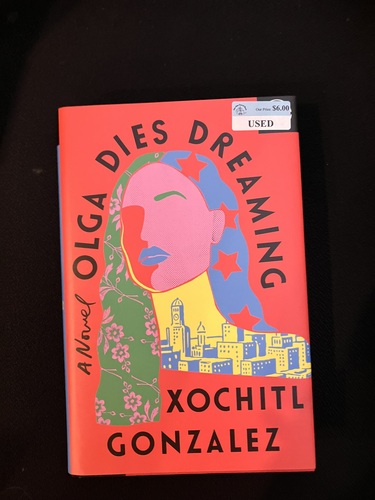 Our Price $6.00
USED
OLGA DIES DREAMING
A Novel
XOCHITL
GONZALEZ